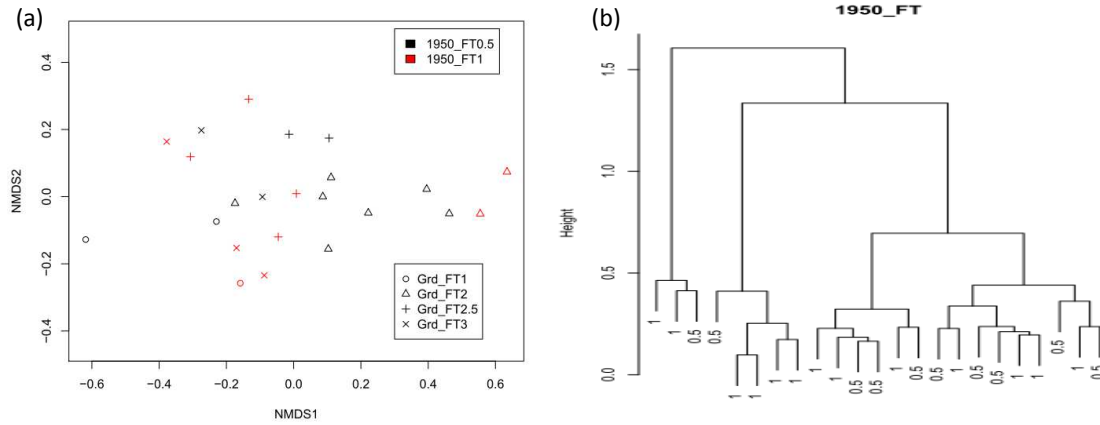 (a)
1950_FT0.5
1950_FT1
NMDS2
0.4
0.2
0.0
−0.2
−0.4
Grd_FT1
Grd_FT2
Grd_FT2.5
Grd_FT3
−0.6 −0.4 −0.2 0.0 0.2 0.4 0.6
NMDS1
(b)
1950_FT
Height
1.5
1.0
0.5
0.0
1 1 0.5 0.5 1 1 1 1 1 1 0.5 0.5 1 0.5 0.5 1 0.5 0.5 1 1 0.5 1 0.5